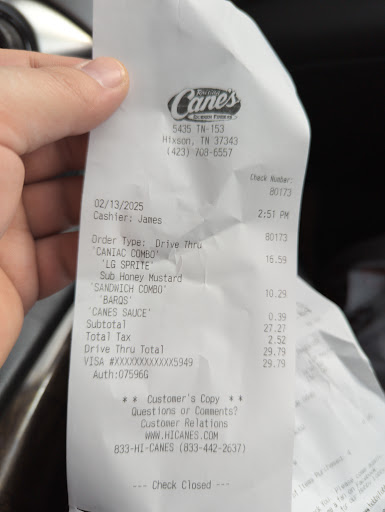 Raising
Cane's
CHICKEN FINGERS
5435 TN-153
Hixson, TN 37343
(423) 708-6557
Check Number:
80173
02/13/2025 2:51 PM
Cashier: James
80173
Order Type: Drive Thru
'CANIAC COMBO' 16.59
'LG SPRITE'
Sub Honey Mustard
'SANDWICH COMBO' 10.29
'BARQS'
'CANES SAUCE' 0.39
Subtotal 27.27
Total Tax 2.52
Drive Thru Total 29.79
VISA #XXXXXXXXXXXX5949 29.79
Auth:07596G
* * Customer's Copy * *
Questions or Comments?
Customer Relations
WWW.HICANES.COM
833-HI-CANES (833-442-2637)
--- Check Closed ---